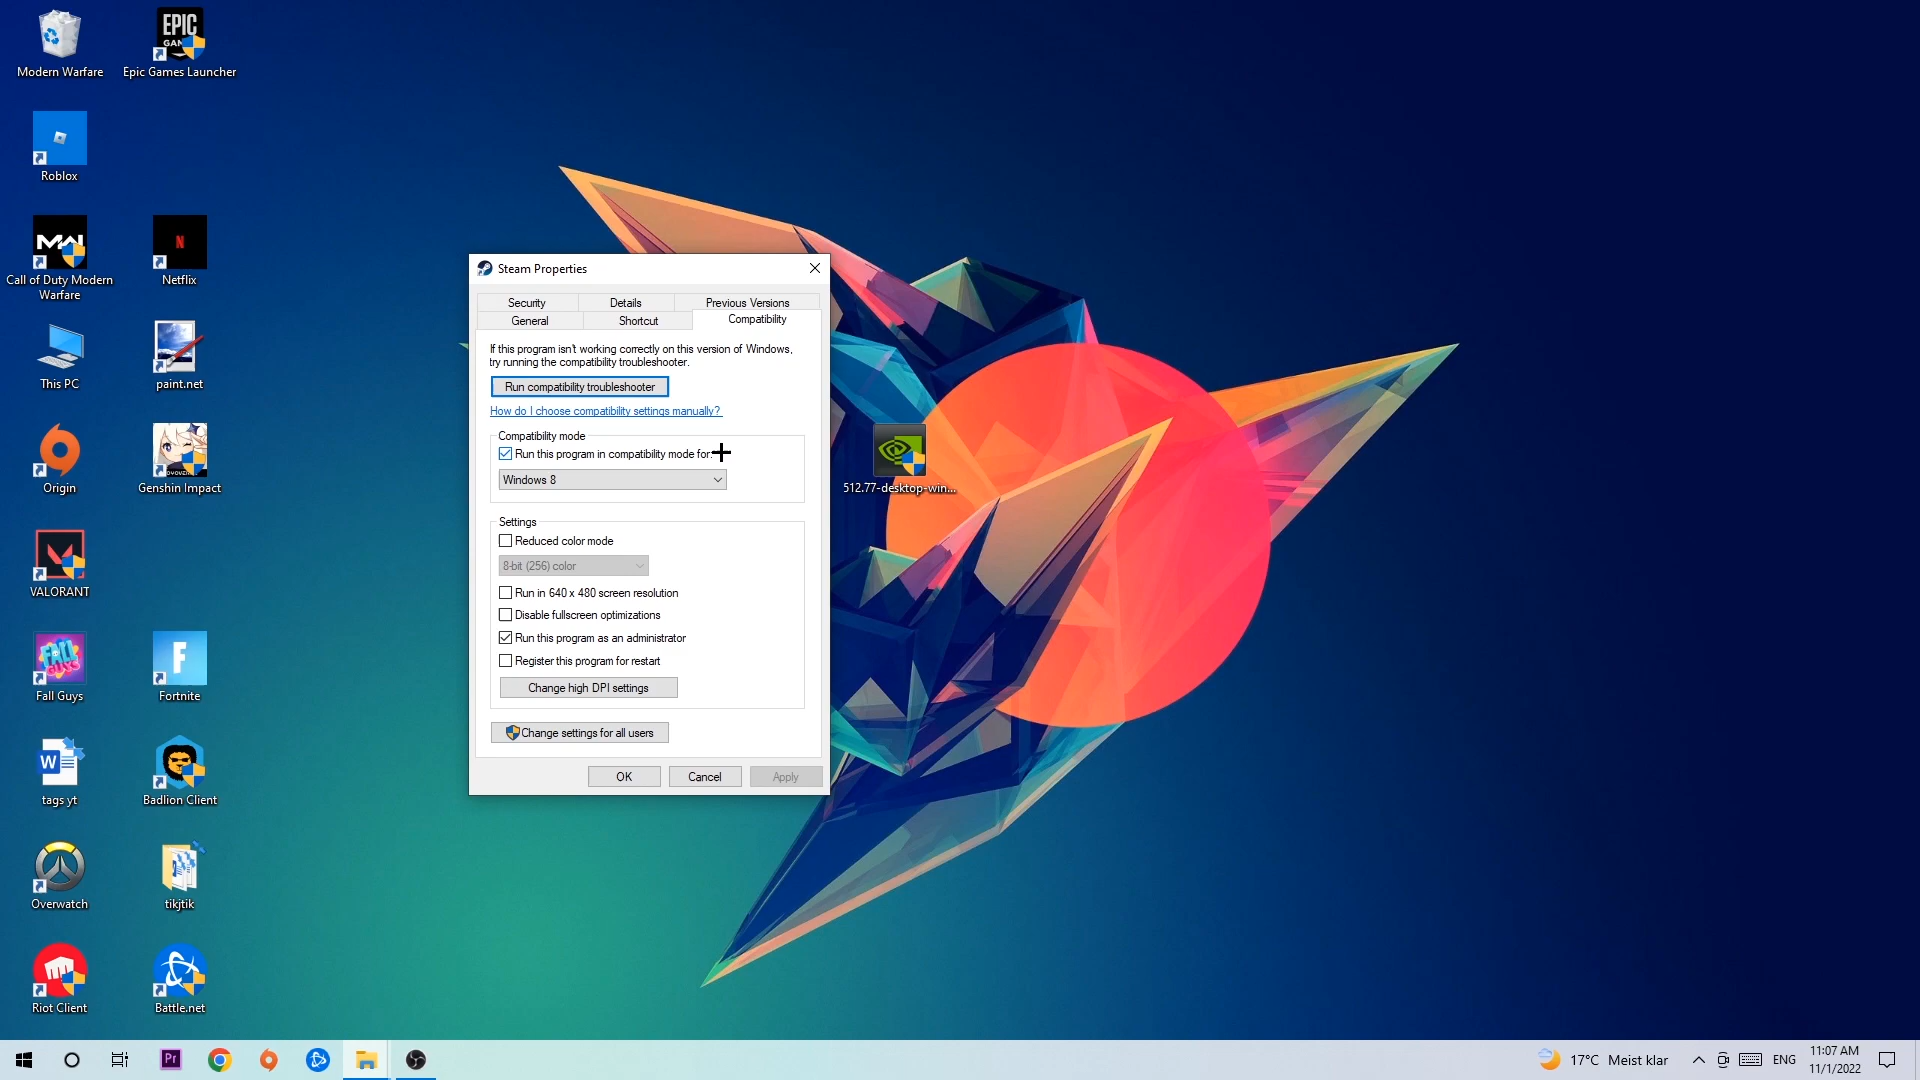 Modern Warfare
EPIC
GAMES
Epic Games Launcher
Roblox
MW
Call of Duty Modern
Warfare
N
Netflix
This PC
paint.net
Origin
Genshin Impact
VALORANT
FALL
GUYS
Fall Guys
F
Fortnite
W
tags yt
Badlion Client
Overwatch
tikjtik
Riot Client
Battle.net
Steam Properties
Security
Details
Previous Versions
General
Shortcut
Compatibility
If this program isn't working correctly on this version of Windows,
try running the compatibility troubleshooter.
Run compatibility troubleshooter
How do I choose compatibility settings manually?
Compatibility mode
Run this program in compatibility mode for:
Windows 8
Settings
Reduced color mode
8-bit (256) color
Run in 640 x 480 screen resolution
Disable fullscreen optimizations
Run this program as an administrator
Register this program for restart
Change high DPI settings
Change settings for all users
OK
Cancel
Apply
512.77-desktop-win...
Pr
17°C Meist klar
ENG
11:07 AM
11/1/2022